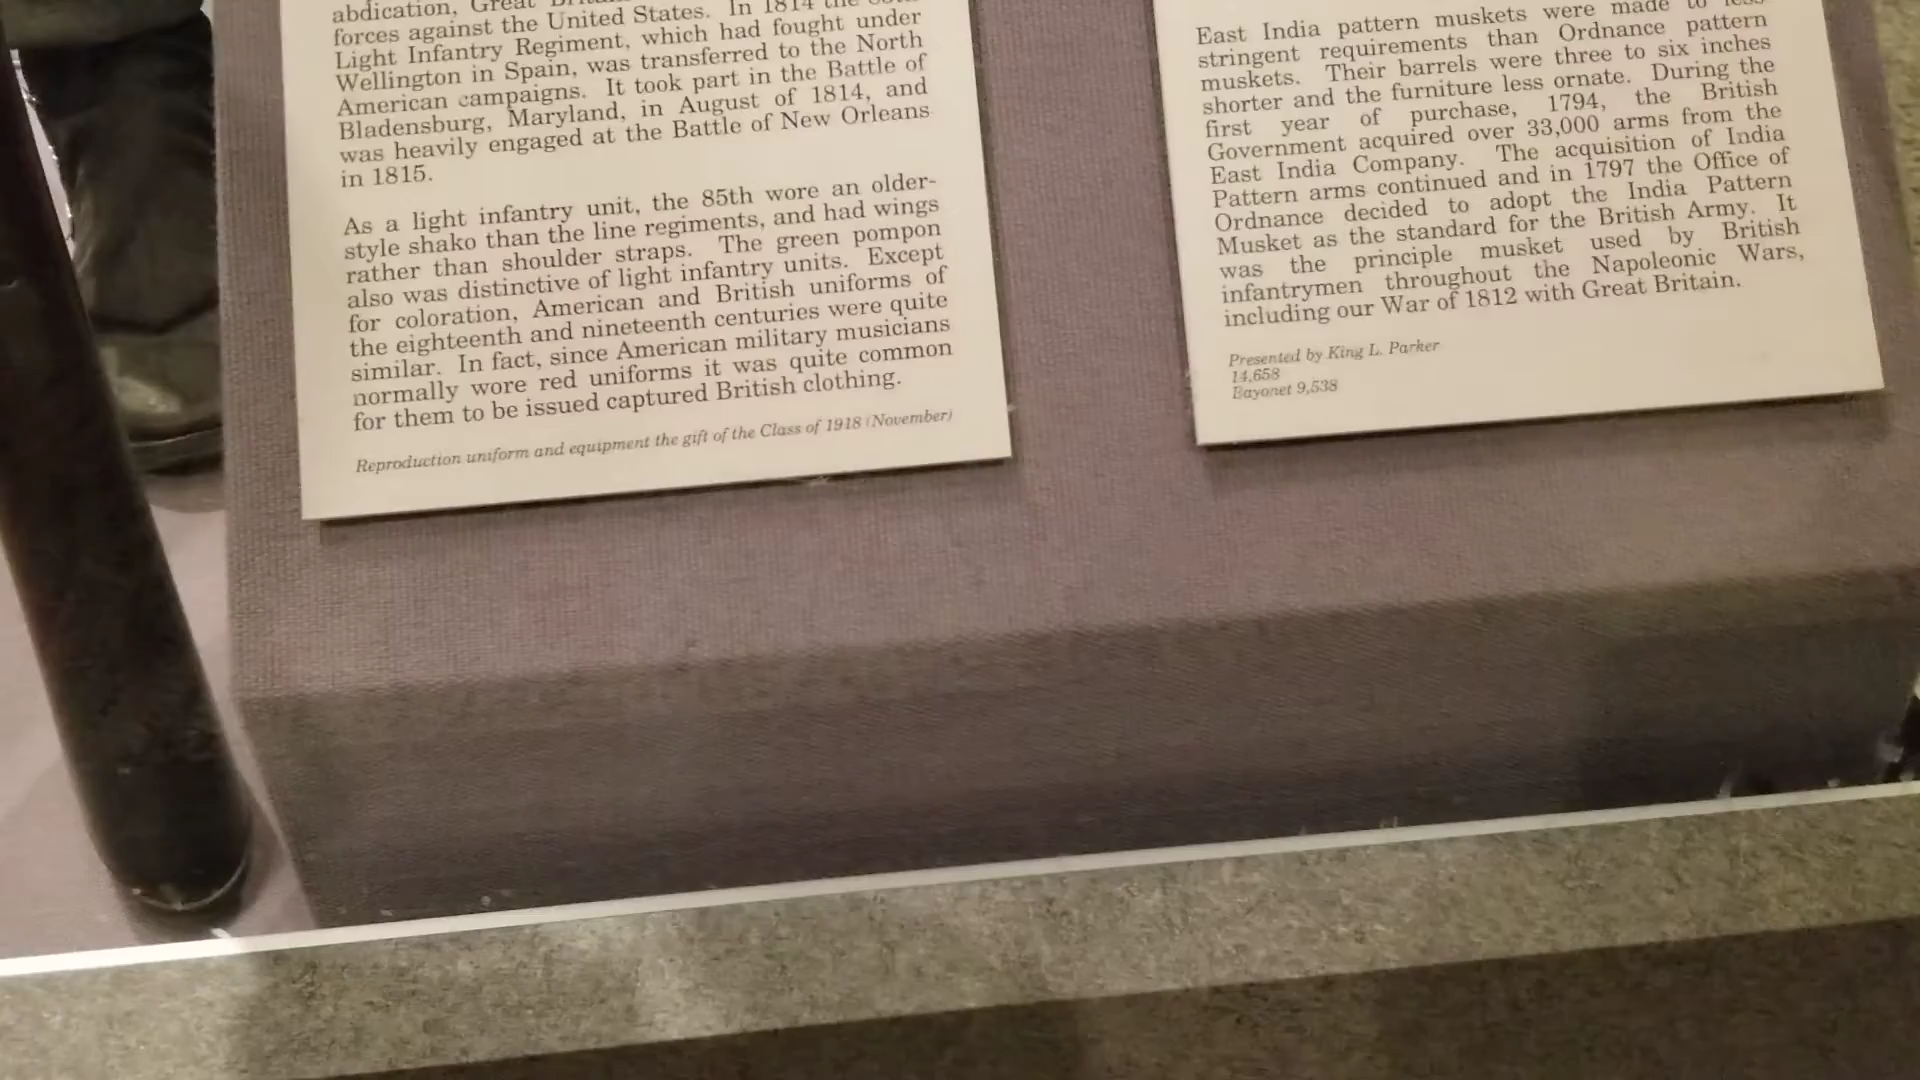 abdication, Great
forces against the United States. In 1814 the
Light Infantry Regiment, which had fought under
Wellington in Spain, was transferred to the North
American campaigns. It took part in the Battle of
Bladensburg, Maryland, in August of 1814, and
was heavily engaged at the Battle of New Orleans
in 1815.
As a light infantry unit, the 85th wore an older-
style shako than the line regiments, and had wings
rather than shoulder straps. The green pompon
also was distinctive of light infantry units. Except
for coloration, American and British uniforms of
the eighteenth and nineteenth centuries were quite
similar. In fact, since American military musicians
normally wore red uniforms it was quite common
for them to be issued captured British clothing.
Reproduction uniform and equipment the gift of the Class of 1918 (November)
East India pattern muskets were made to less
stringent requirements than Ordnance pattern
muskets. Their barrels were three to six inches
shorter and the furniture less ornate. During the
first year of purchase, 1794, the British
Government acquired over 33,000 arms from the
East India Company. The acquisition of India
Pattern arms continued and in 1797 the Office of
Ordnance decided to adopt the India Pattern
Musket as the standard for the British Army. It
was the principle musket used by British
infantrymen throughout the Napoleonic Wars,
including our War of 1812 with Great Britain.
Presented by King L. Parker
14,658
Bayonet 9,538